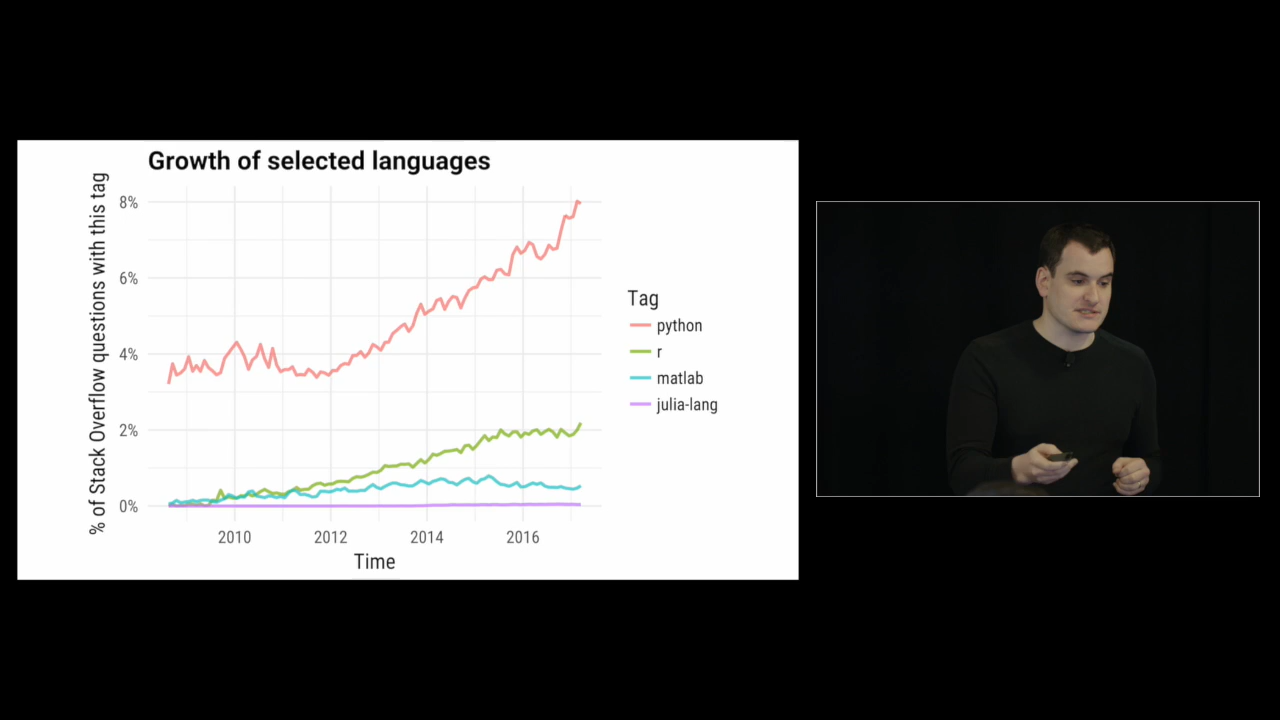 Growth of selected languages
% of Stack Overflow questions with this tag
8%
6%
4%
2%
0%
2010 2012 2014 2016
Time
Tag
python
r
matlab
julia-lang